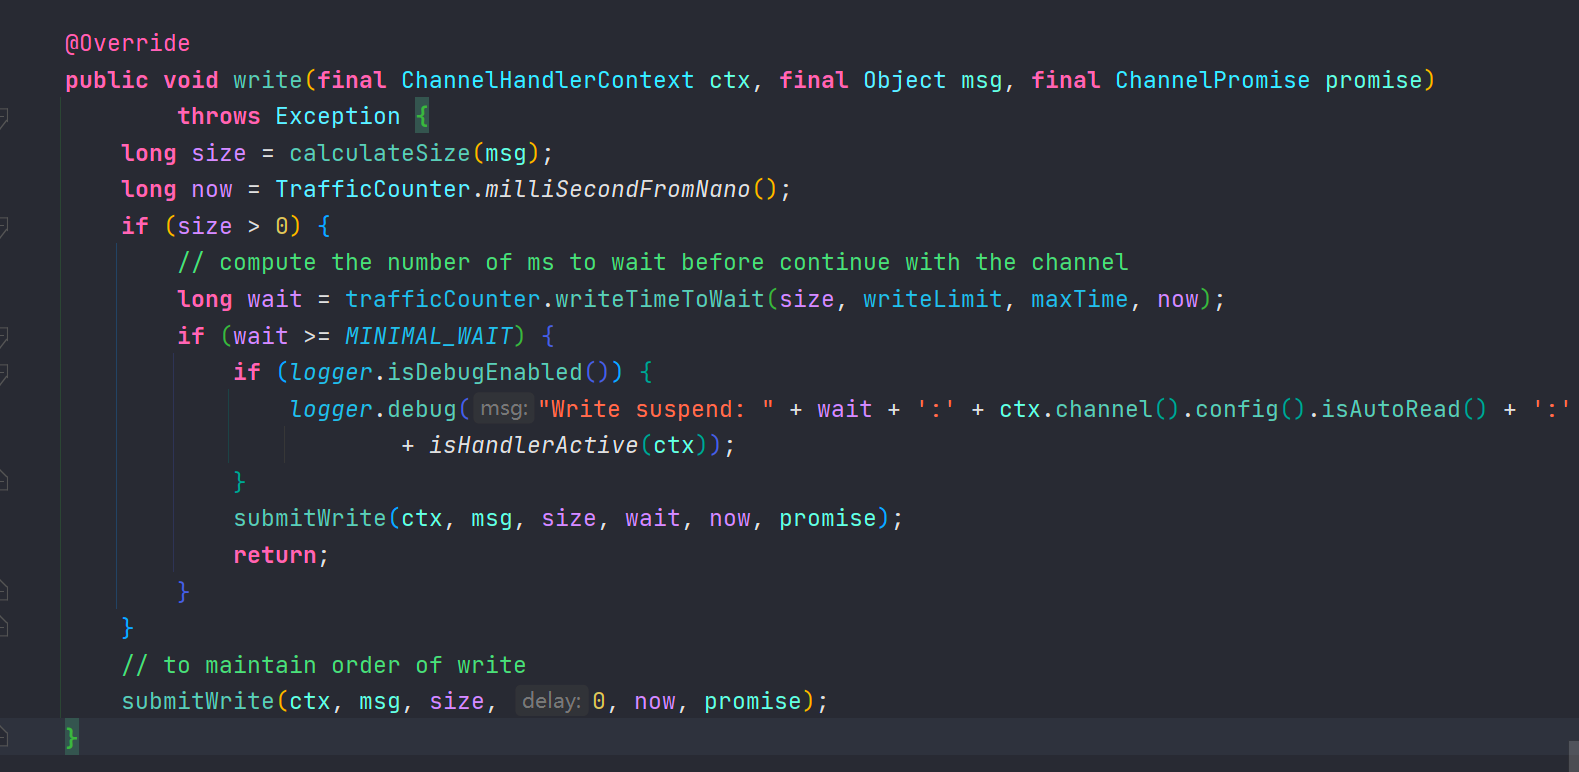 @Override
public void write(final ChannelHandlerContext ctx, final Object msg, final ChannelPromise promise)
        throws Exception {
    long size = calculateSize(msg);
    long now = TrafficCounter.milliSecondFromNano();
    if (size > 0) {
        // compute the number of ms to wait before continue with the channel
        long wait = trafficCounter.writeTimeToWait(size, writeLimit, maxTime, now);
        if (wait >= MINIMAL_WAIT) {
            if (logger.isDebugEnabled()) {
                logger.debug( msg: "Write suspend: " + wait + ':' + ctx.channel().config().isAutoRead() + ':'
                        + isHandlerActive(ctx));
            }
            submitWrite(ctx, msg, size, wait, now, promise);
            return;
        }
    }
    // to maintain order of write
    submitWrite(ctx, msg, size, delay: 0, now, promise);
}